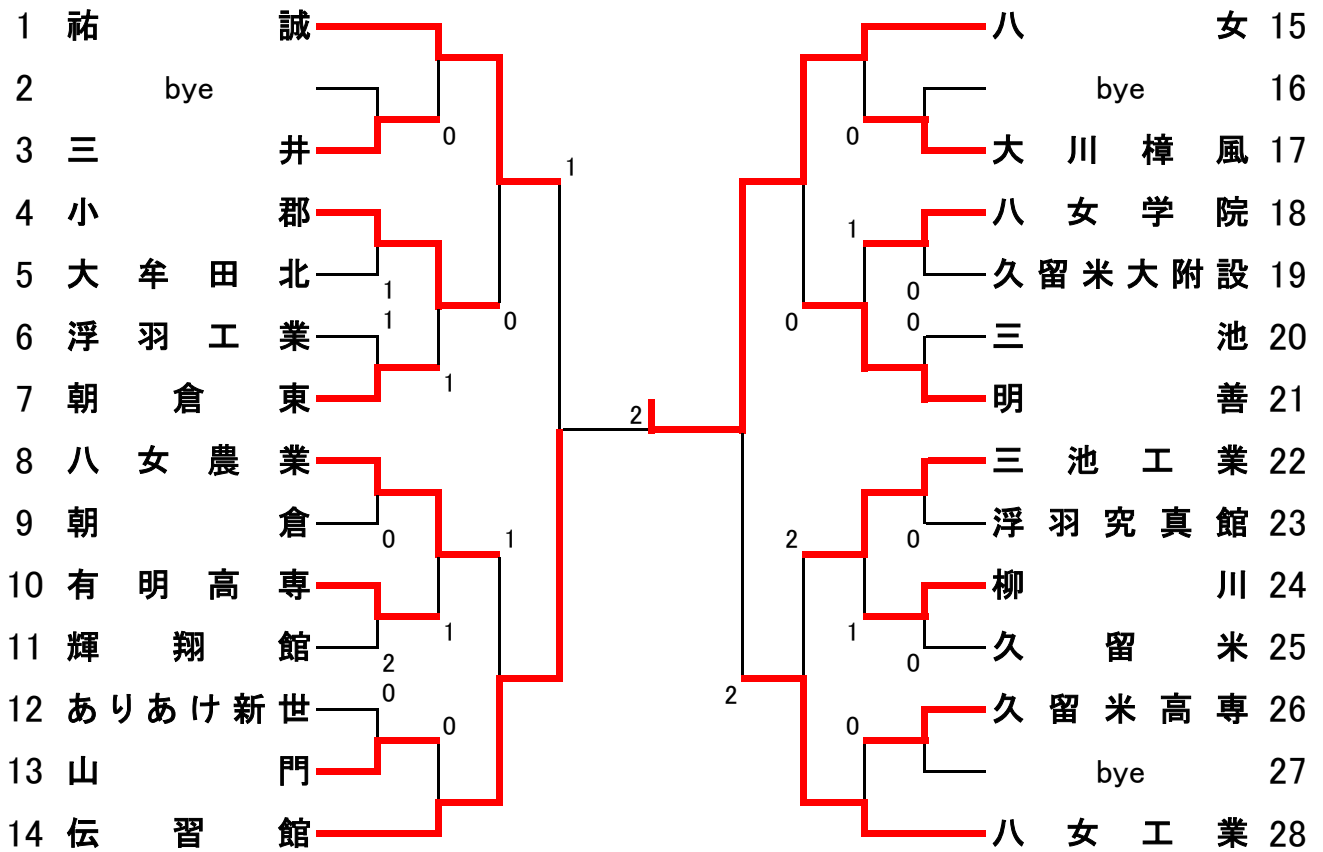 1 祐誠 八女 15
2 bye bye 16
0 0
3 三井 大川樟風 17
1
4 小郡 八女学院 18
1
5 大牟田北 久留米大附設 19
1 0
1 0 0 0
6 浮羽工業 三池 20
1
7 朝倉東 明善 21
2
8 八女農業 三池工業 22
9 朝倉 浮羽究真館 23
0 1 2 0
10 有明高専 柳川 24
1 1
11 輝翔館 久留米 25
2 0
0 2
12 ありあけ新世 久留米高専 26
0 0
13 山門 bye 27
14 伝習館 八女工業 28